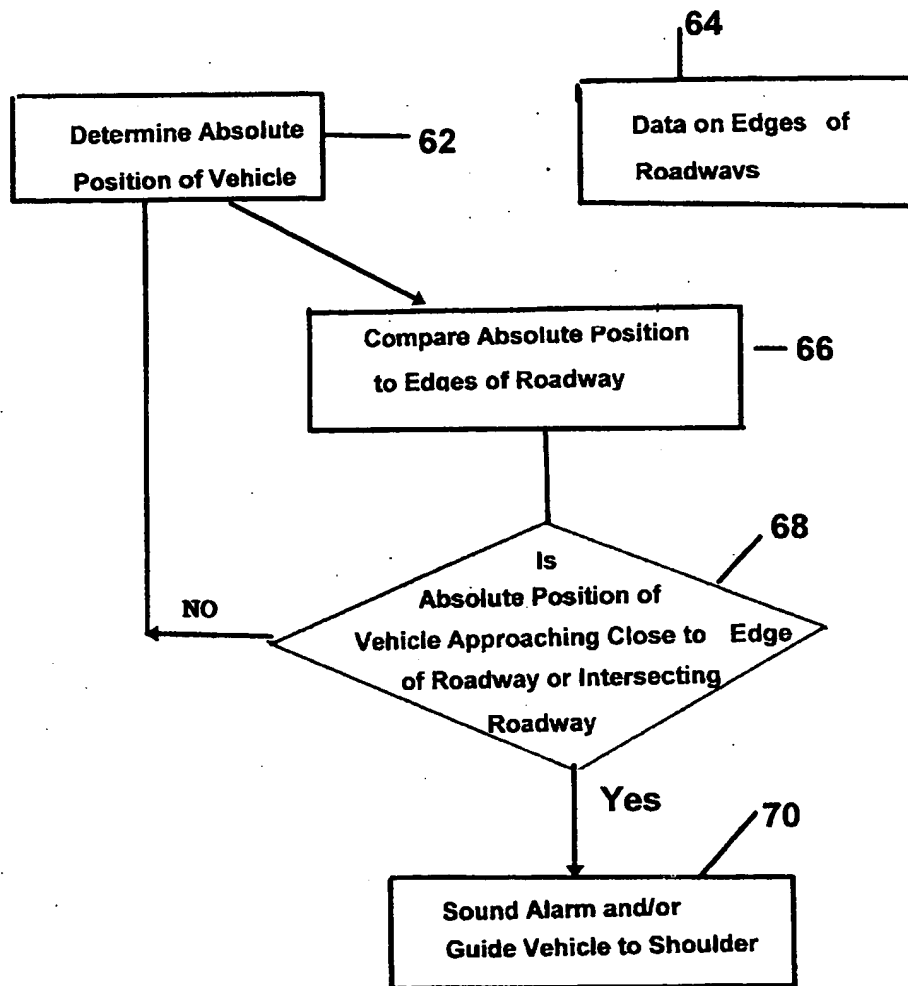 64
Determine Absolute
Position of Vehicle
62
Data on Edges of
Roadways
Compare Absolute Position
to Edges of Roadway
66
68
Is
Absolute Position of
Vehicle Approaching Close to Edge
of Roadway or Intersecting
Roadway
NO
Yes
70
Sound Alarm and/or
Guide Vehicle to Shoulder